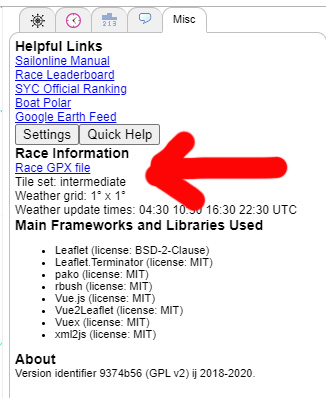 213
Misc
Helpful Links
Sailonline Manual
Race Leaderboard
SYC Official Ranking
Boat Polar
Google Earth Feed
Settings Quick Help
Race Information
Race GPX file
Tile set: intermediate
Weather grid: 1° x 1°
Weather update times: 04:30 10:30 16:30 22:30 UTC
Main Frameworks and Libraries Used
• Leaflet (license: BSD-2-Clause)
• Leaflet.Terminator (license: MIT)
• pako (license: MIT)
• rbush (license: MIT)
• Vue.js (license: MIT)
• Vue2Leaflet (license: MIT)
• Vuex (license: MIT)
• xml2js (license: MIT)
About
Version identifier 9374b56 (GPL v2) ij 2018-2020.